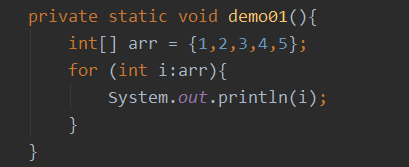 private static void demo01(){
    int[] arr = {1,2,3,4,5};
    for (int i:arr){
        System.out.println(i);
    }
}